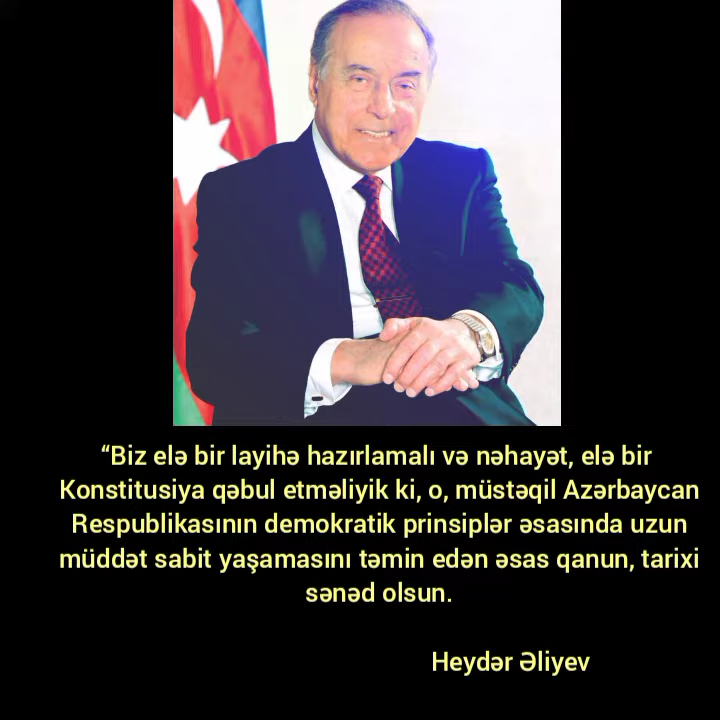 “Biz elə bir layihə hazırlamalı və nəhayət, elə bir
Konstitusiya qəbul etməliyik ki, o, müstəqil Azərbaycan
Respublikasının demokratik prinsiplər əsasında uzun
müddət sabit yaşamasını təmin edən əsas qanun, tarixi
sənəd olsun.
Heydər Əliyev